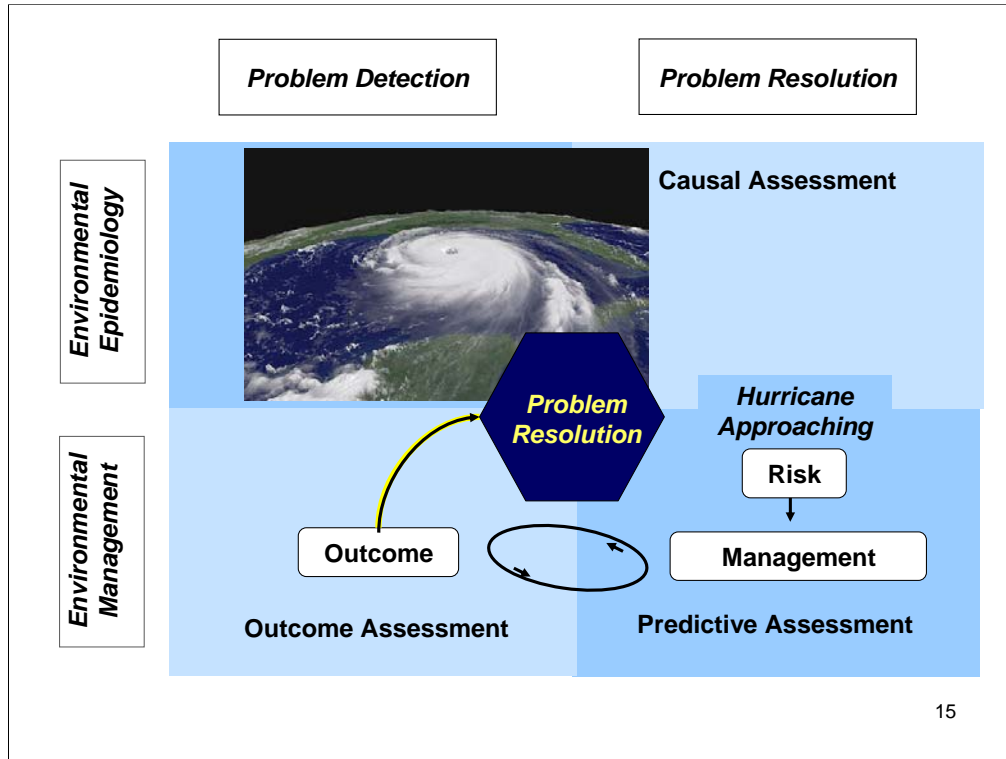 Problem Detection
Problem Resolution
Environmental
Epidemiology
Causal Assessment
Problem
Resolution
Hurricane
Approaching
Risk
Environmental
Management
Outcome
Management
Outcome Assessment
Predictive Assessment
15